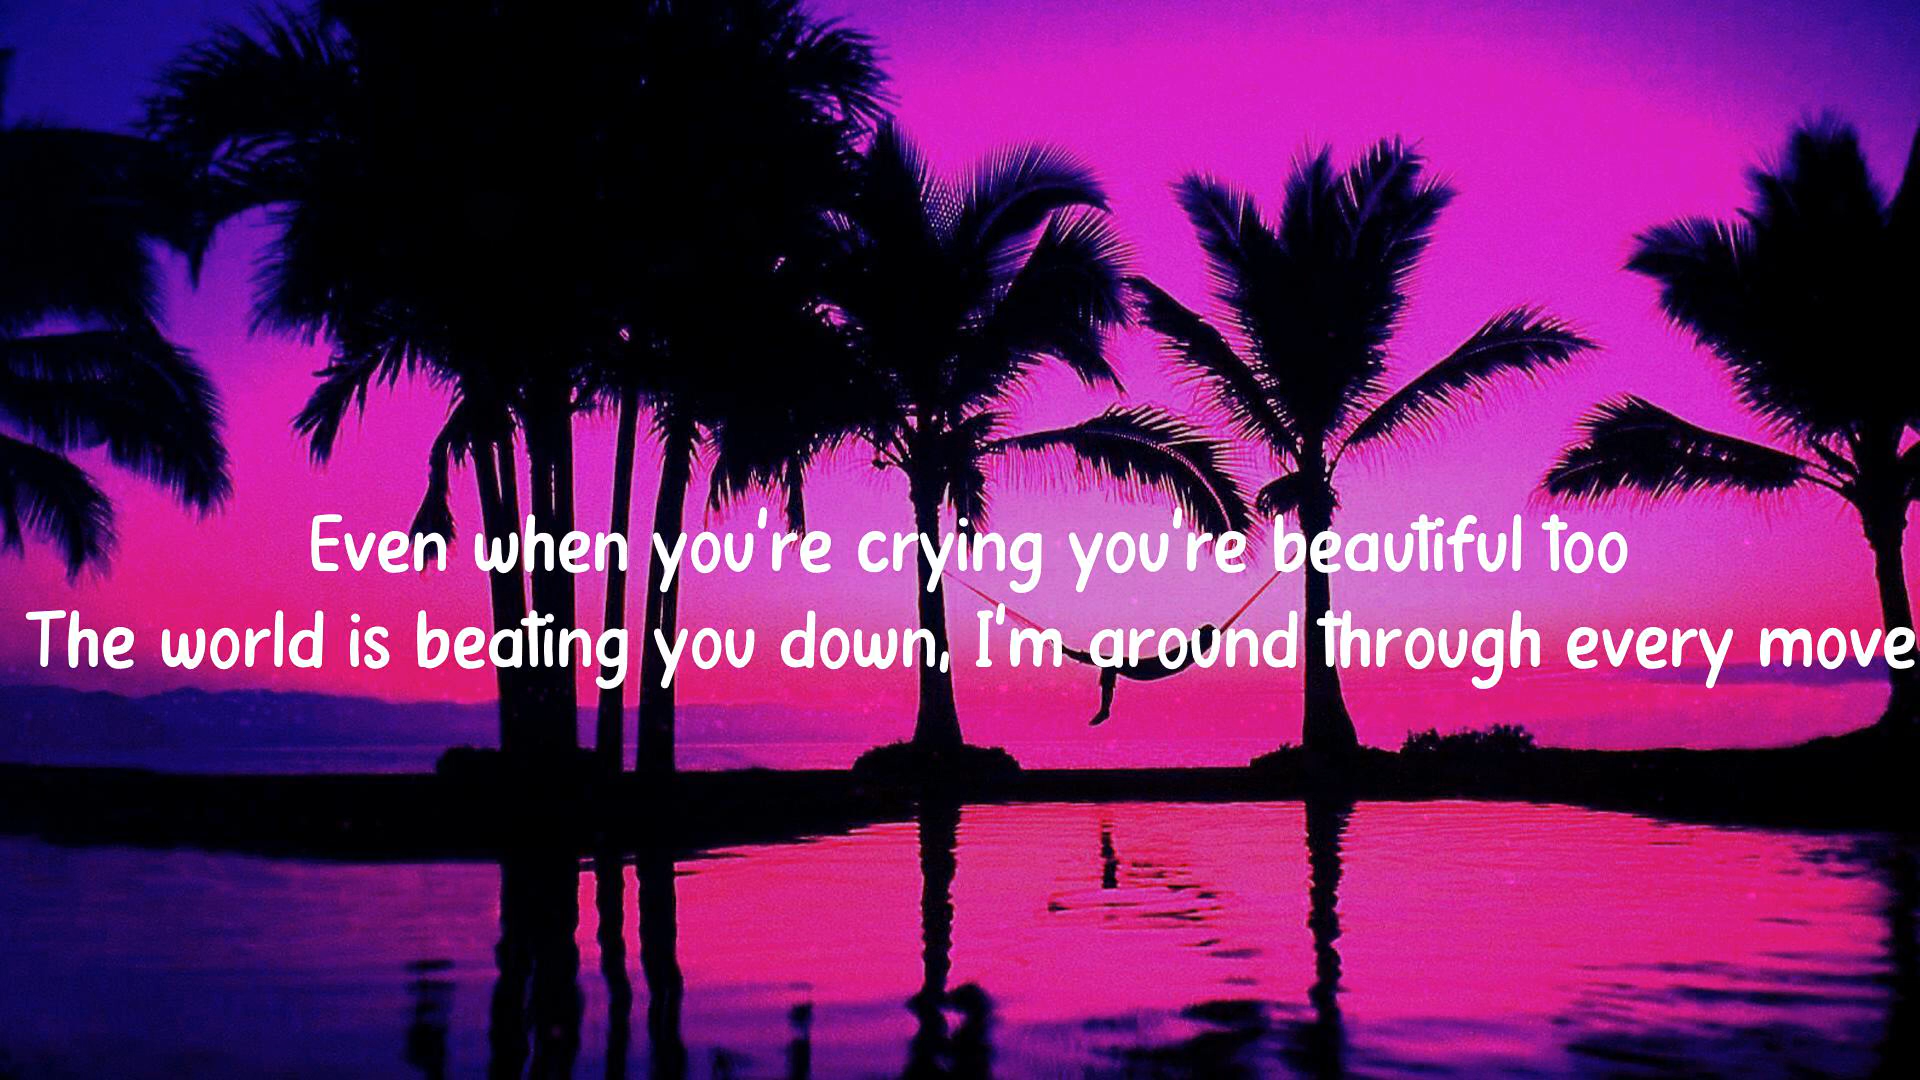 Even when you're crying you're beautiful too
The world is beating you down, I'm around through every move